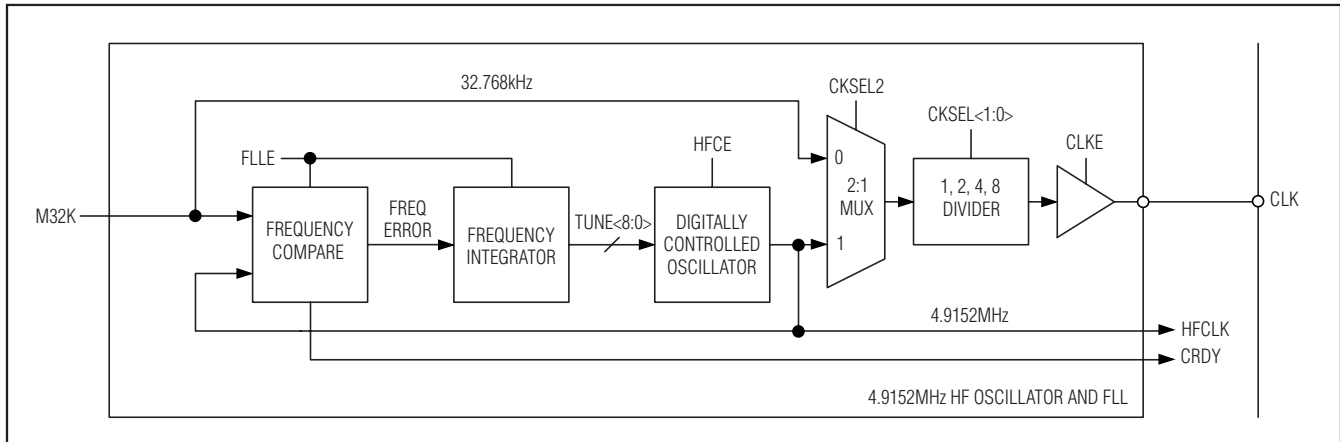 32.768kHz
CKSEL2
CKSEL<1:0>
CLKE
HFCE
FLLE
0
2:1
MUX
1
1, 2, 4, 8
DIVIDER
CLK
M32K
FREQUENCY
COMPARE
FREQ
ERROR
FREQUENCY
INTEGRATOR
TUNE<8:0>
DIGITALLY
CONTROLLED
OSCILLATOR
4.9152MHz
HFCLK
CRDY
4.9152MHz HF OSCILLATOR AND FLL